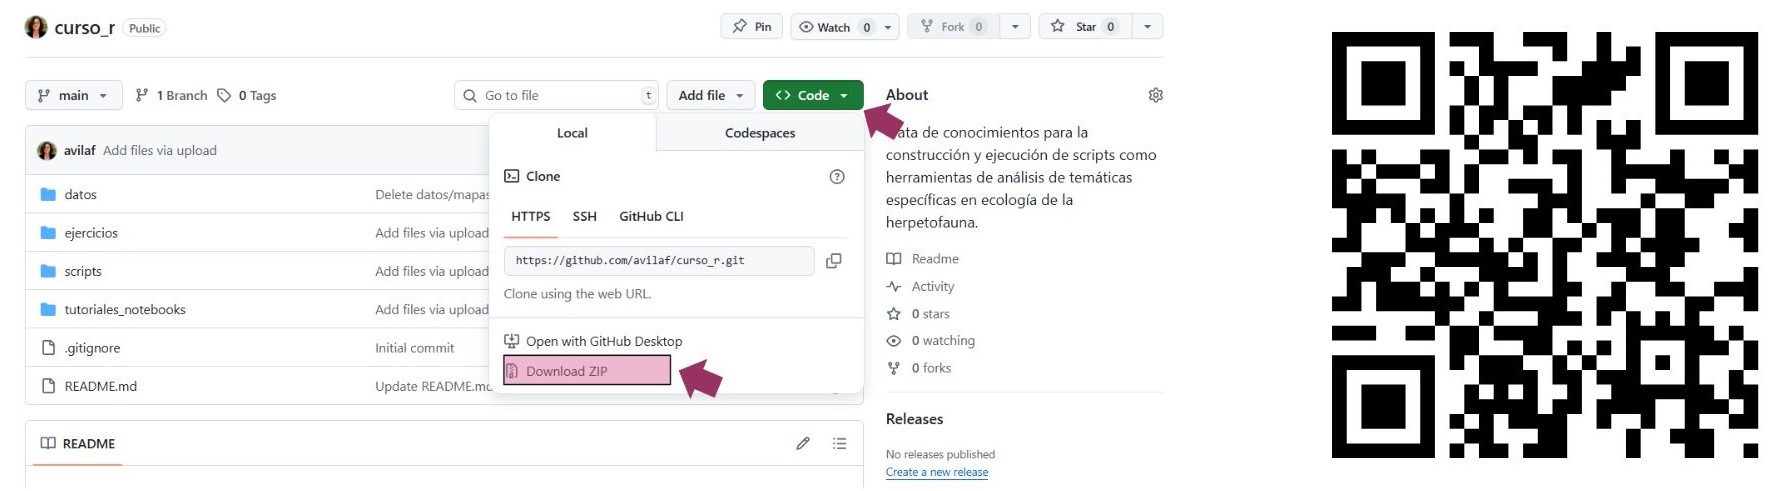 curso_r Public
Pin Watch 0 Fork 0 Star 0
main 1 Branch 0 Tags
Go to file t Add file Code
avilaf Add files via upload
datos Delete datos/mapas
ejercicios Add files via upload
scripts Add files via upload
tutoriales_notebooks Add files via upload
.gitignore Initial commit
README.md Update README.md
README
Local Codespaces
Clone
HTTPS SSH GitHub CLI
https://github.com/avilaf/curso_r.git
Clone using the web URL.
Open with GitHub Desktop
Download ZIP
About
ata de conocimientos para la
construcción y ejecución de scripts como
herramientas de análisis de temáticas
específicas en ecología de la
herpetofauna.
Readme
Activity
0 stars
0 watching
0 forks
Releases
No releases published
Create a new release